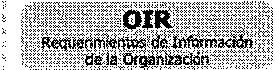 OIR
Requerimientos de Información
de la Organización